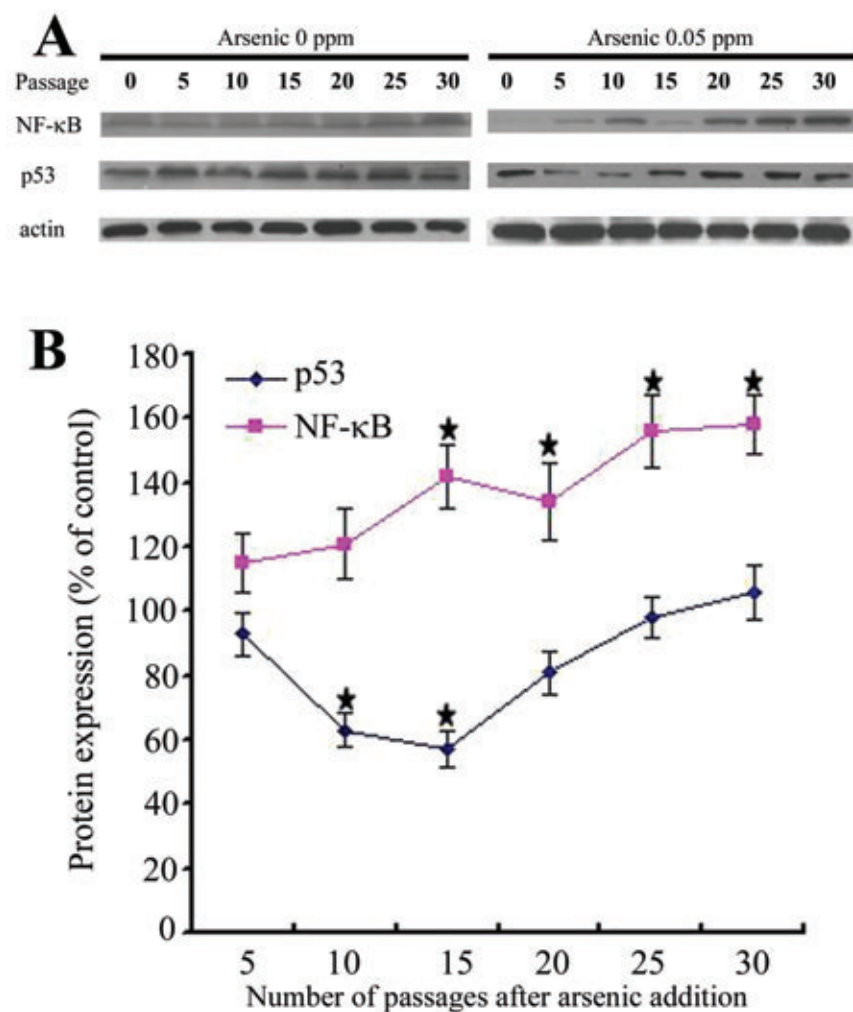 A
Arsenic 0 ppm
Arsenic 0.05 ppm
Passage 0 5 10 15 20 25 30 0 5 10 15 20 25 30
NF-κB
p53
actin
B
p53
NF-κB
Protein expression (% of control)
180
160
140
120
100
80
60
40
20
0
5 10 15 20 25 30
Number of passages after arsenic addition